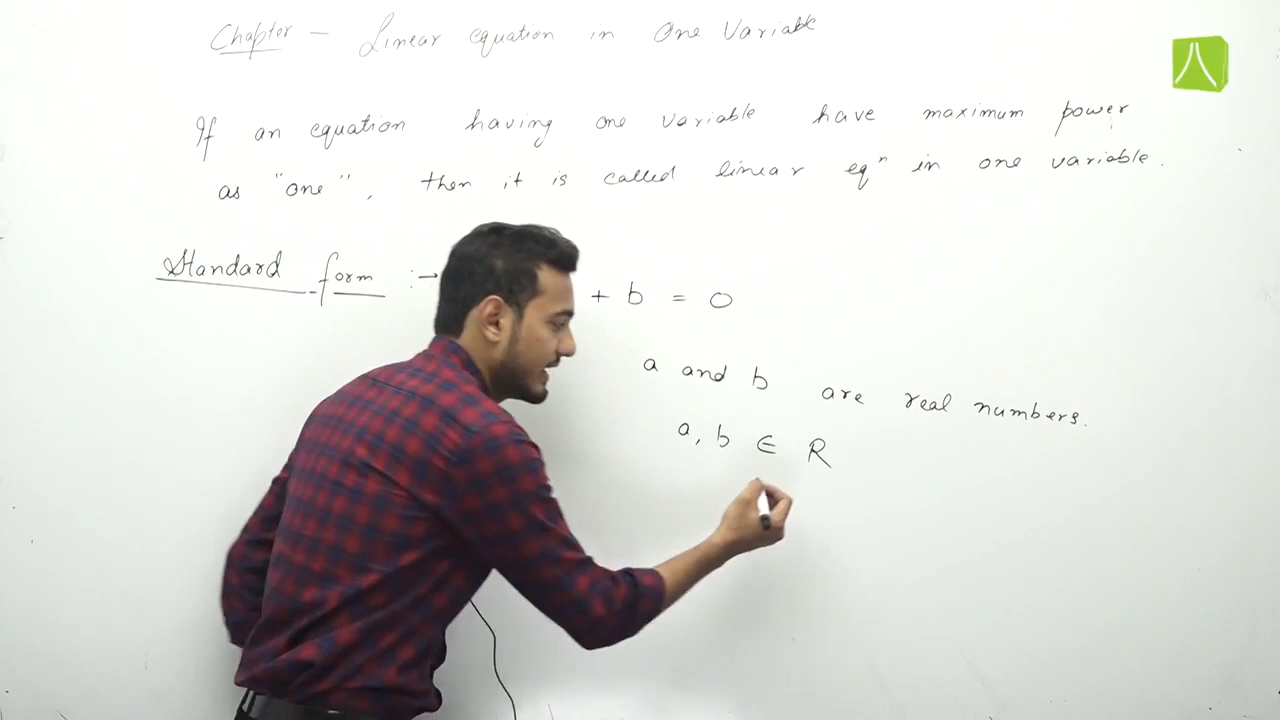 Chapter - Linear equation in One Variable
If an equation having one variable have maximum power
as "one", then it is called linear eqⁿ in one variable.
Standard form :→ + b = 0
a and b are real numbers.
a, b ∈ R